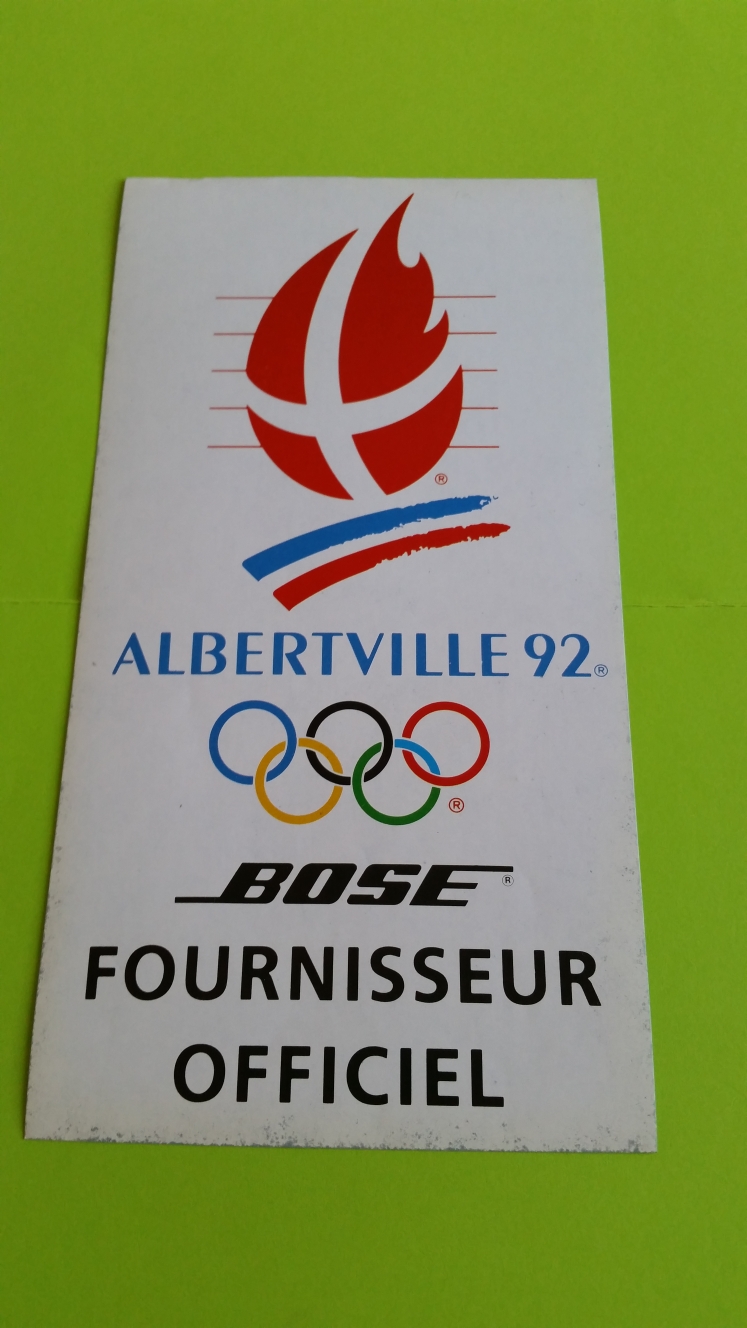 ®
ALBERTVILLE 92®
®
BOSE®
FOURNISSEUR
OFFICIEL